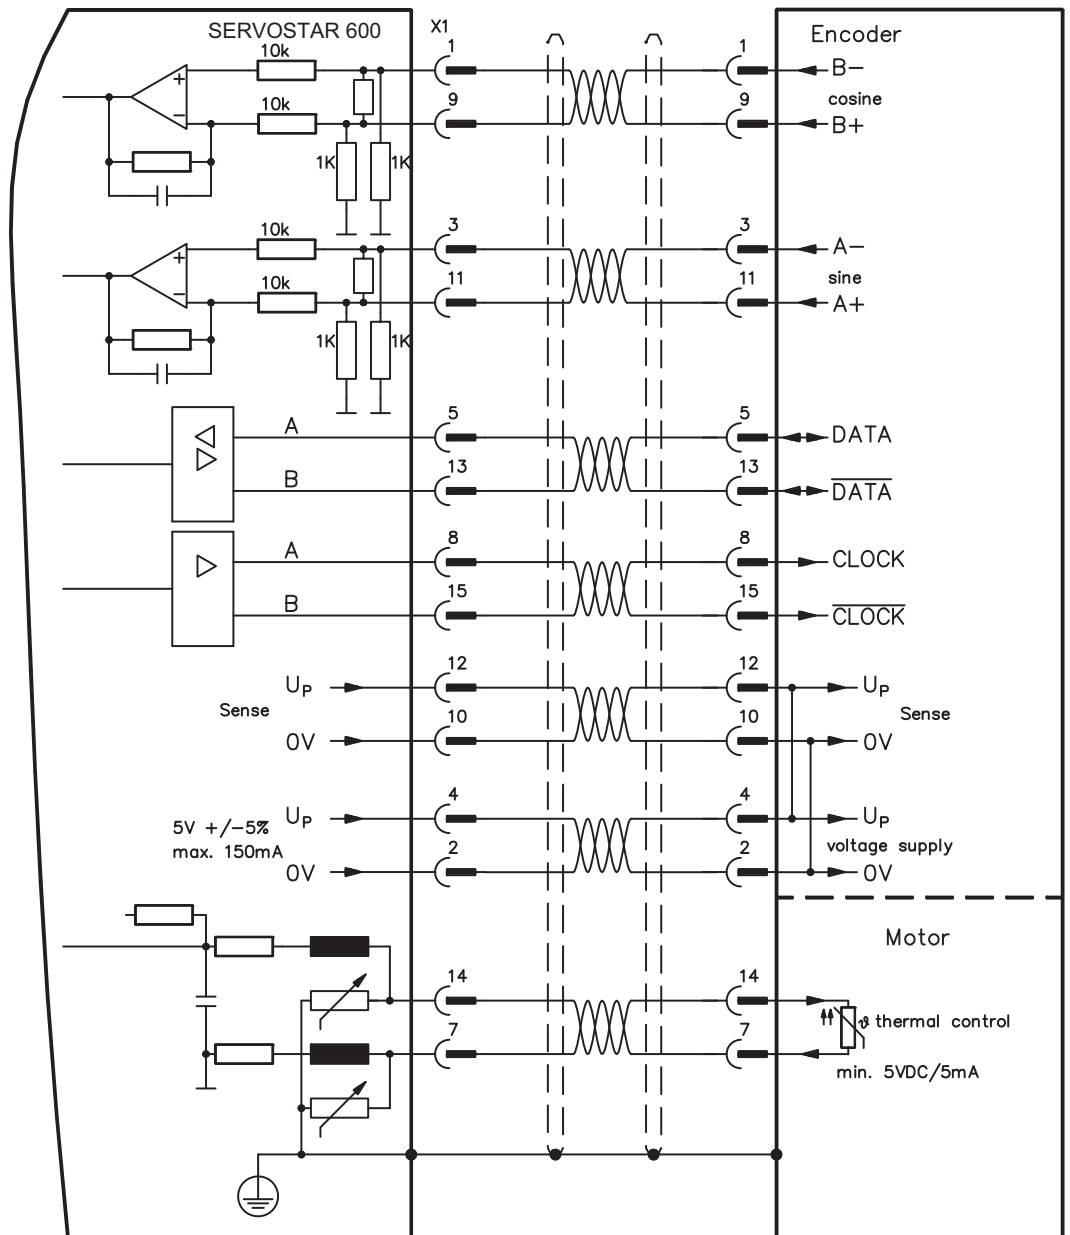 SERVOSTAR 600 X1 Encoder
10k 1 1 B−
+ cosine
10k 9 9 B+
−
1K 1K
10k 3 3 A−
+ sine
10k 11 11 A+
−
1K 1K
A 5 5 DATA
B 13 13 DATA
A 8 8 CLOCK
B 15 15 CLOCK
UP 12 12 UP
Sense Sense
0V 10 10 0V
UP 4 4 UP
5V +/−5% voltage supply
max. 150mA
0V 2 2 0V
Motor
14 14
ϑ thermal control
7 7
min. 5VDC/5mA